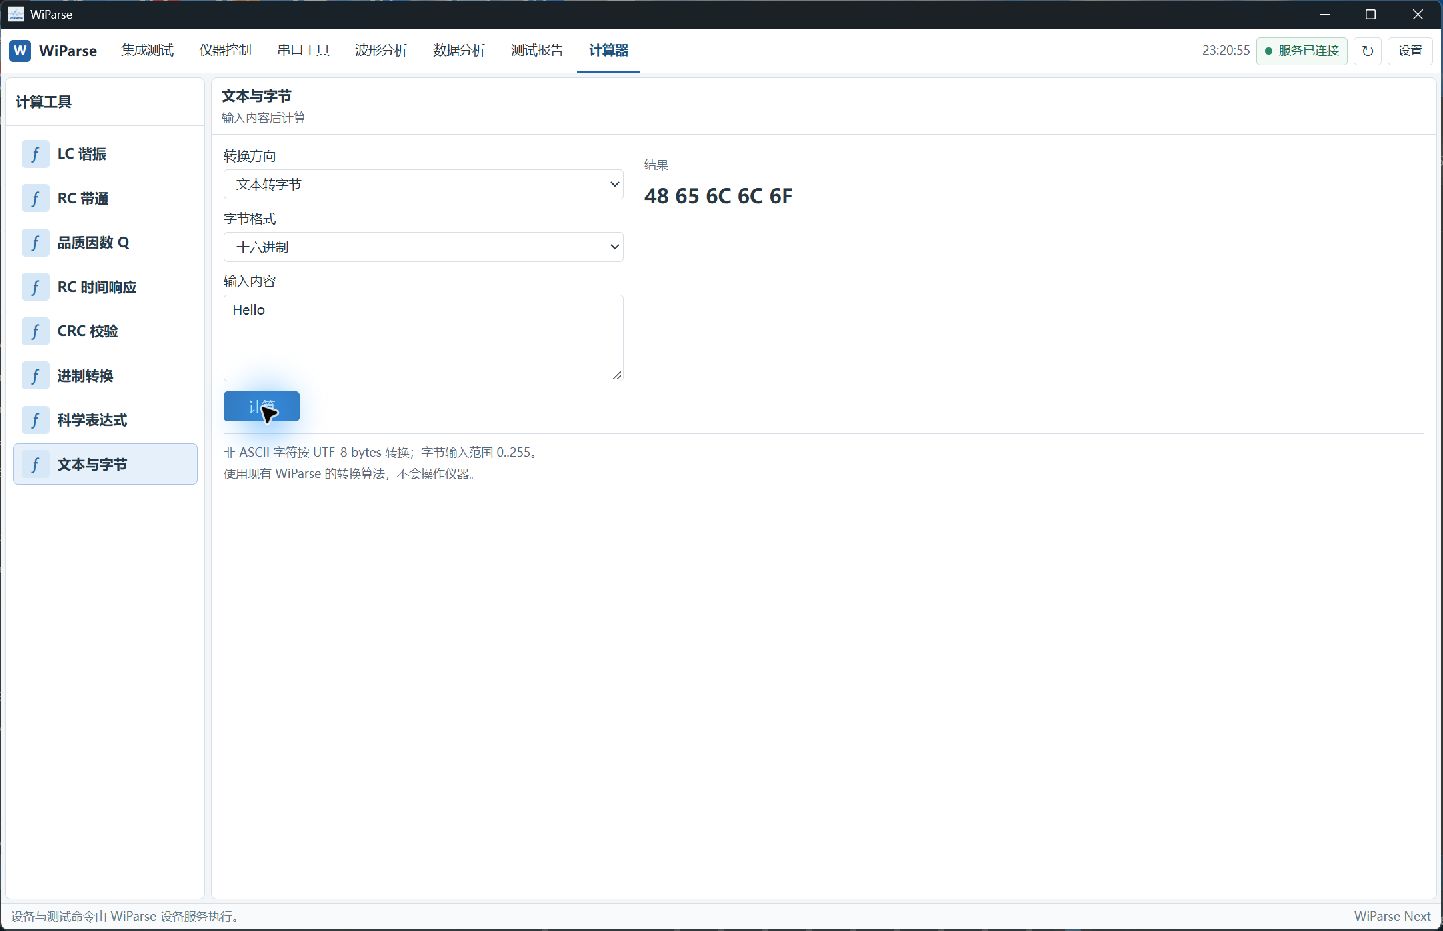 WiParse
W WiParse 集成测试 仪器控制 串口工具 波形分析 数据分析 测试报告 计算器 23:20:55 服务已连接 ↻ 设置
计算工具
ƒ LC 谐振
ƒ RC 带通
ƒ 品质因数 Q
ƒ RC 时间响应
ƒ CRC 校验
ƒ 进制转换
ƒ 科学表达式
ƒ 文本与字节
文本与字节
输入内容后计算
转换方向
文本转字节
字节格式
十六进制
输入内容
Hello
计算
结果
48 65 6C 6C 6F
非 ASCII 字符按 UTF-8 bytes 转换；字节输入范围 0..255。
使用现有 WiParse 的转换算法，不会操作仪器。
设备与测试命令由 WiParse 设备服务执行。
WiParse Next